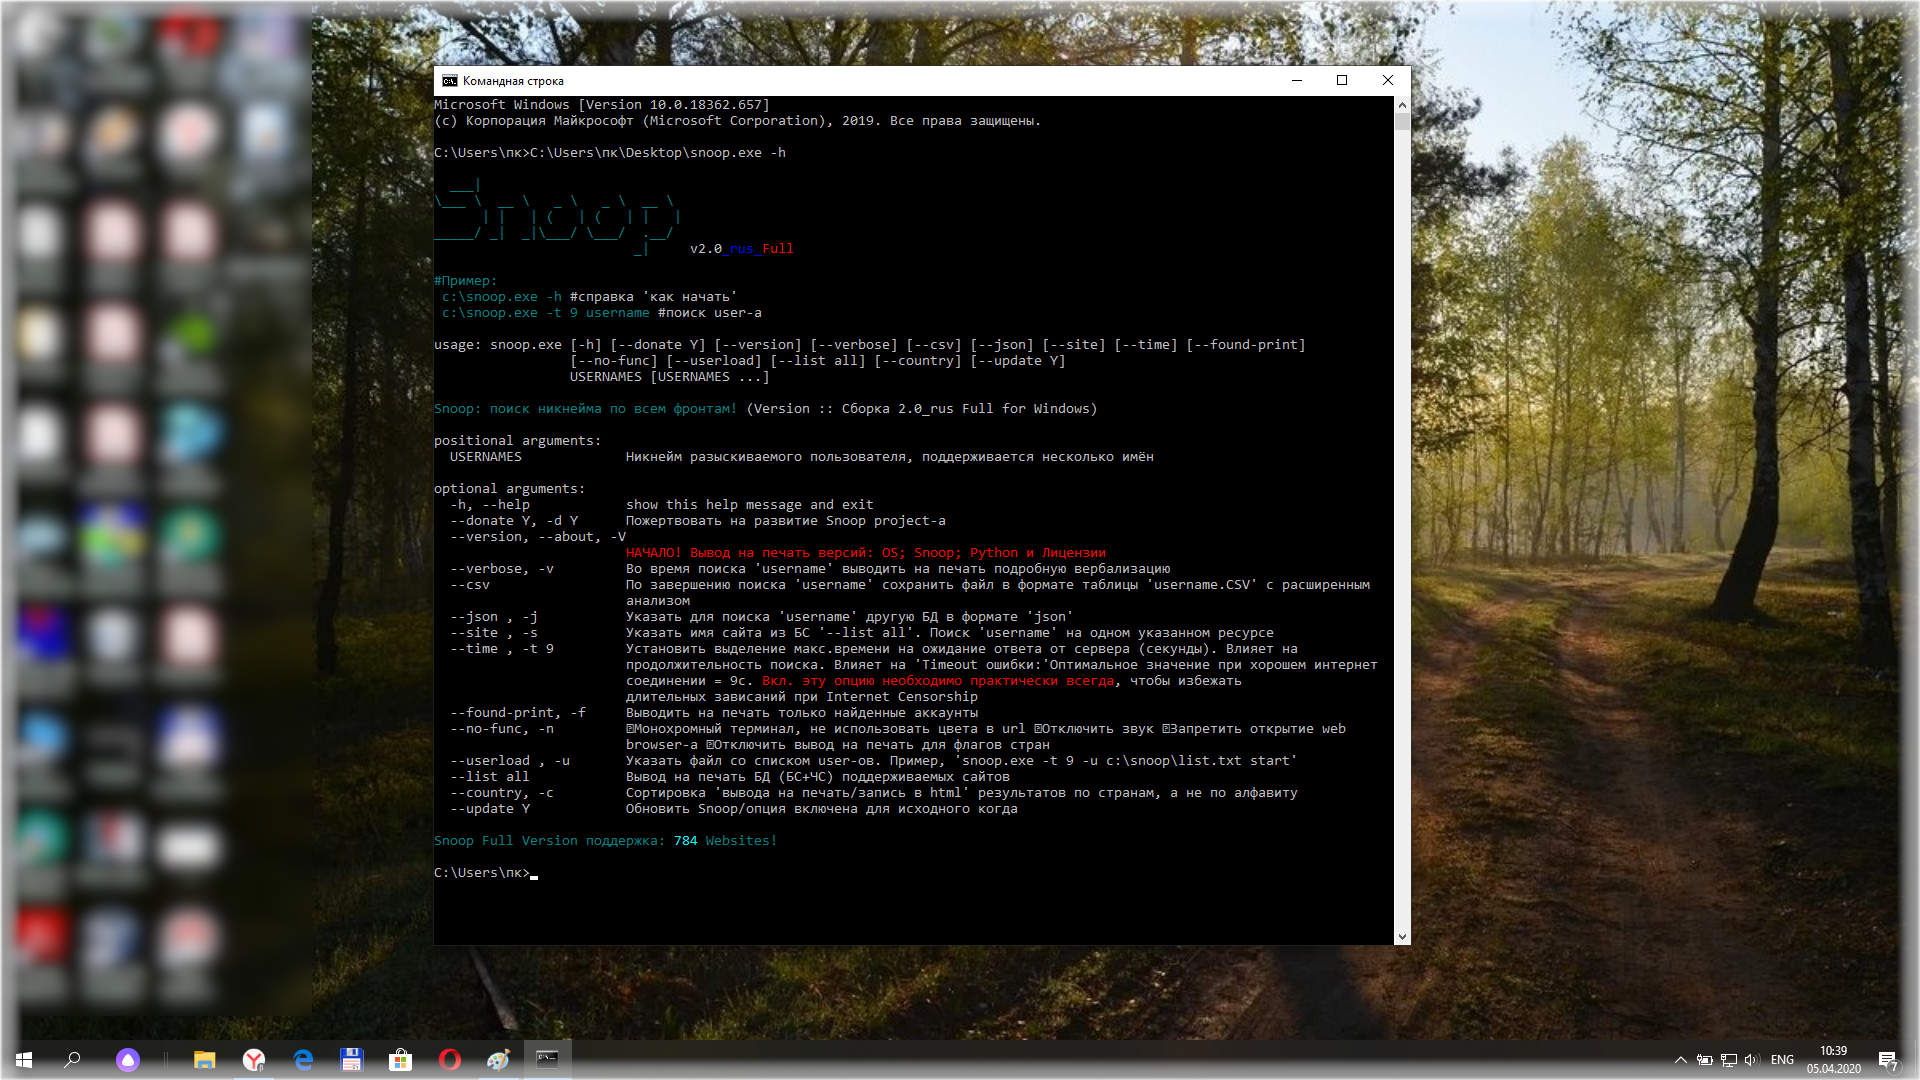 Командная строка
Microsoft Windows [Version 10.0.18362.657]
(c) Корпорация Майкрософт (Microsoft Corporation), 2019. Все права защищены.
C:\Users\пк>C:\Users\пк\Desktop\snoop.exe -h
Snoop
v2.0_rus_Full
#Пример:
c:\snoop.exe -h #справка 'как начать'
c:\snoop.exe -t 9 username #поиск user-а
usage: snoop.exe [-h] [--donate Y] [--version] [--verbose] [--csv] [--json] [--site] [--time] [--found-print]
[--no-func] [--userload] [--list all] [--country] [--update Y]
USERNAMES [USERNAMES ...]
Snoop: поиск никнейма по всем фронтам! (Version :: Сборка 2.0_rus Full for Windows)
positional arguments:
USERNAMES Никнейм разыскиваемого пользователя, поддерживается несколько имён
optional arguments:
-h, --help show this help message and exit
--donate Y, -d Y Пожертвовать на развитие Snoop project-а
--version, --about, -V
НАЧАЛО! Вывод на печать версий: OS; Snoop; Python и Лицензии
--verbose, -v Во время поиска 'username' выводить на печать подробную вербализацию
--csv По завершению поиска 'username' сохранить файл в формате таблицы 'username.CSV' с расширенным
анализом
--json , -j Указать для поиска 'username' другую БД в формате 'json'
--site , -s Указать имя сайта из БС '--list all'. Поиск 'username' на одном указанном ресурсе
--time , -t 9 Установить выделение макс.времени на ожидание ответа от сервера (секунды). Влияет на
продолжительность поиска. Влияет на 'Timeout ошибки:'Оптимальное значение при хорошем интернет
соединении = 9с. Вкл. эту опцию необходимо практически всегда, чтобы избежать
длительных зависаний при Internet Censorship
--found-print, -f Выводить на печать только найденные аккаунты
--no-func, -n Монохромный терминал, не использовать цвета в url Отключить звук Запретить открытие web
browser-а Отключить вывод на печать для флагов стран
--userload , -u Указать файл со списком user-ов. Пример, 'snoop.exe -t 9 -u c:\snoop\list.txt start'
--list all Вывод на печать БД (БС+ЧС) поддерживаемых сайтов
--country, -c Сортировка 'вывода на печать/запись в html' результатов по странам, а не по алфавиту
--update Y Обновить Snoop/опция включена для исходного когда
Snoop Full Version поддержка: 784 Websites!
C:\Users\пк>
ENG
10:39
05.04.2020
7